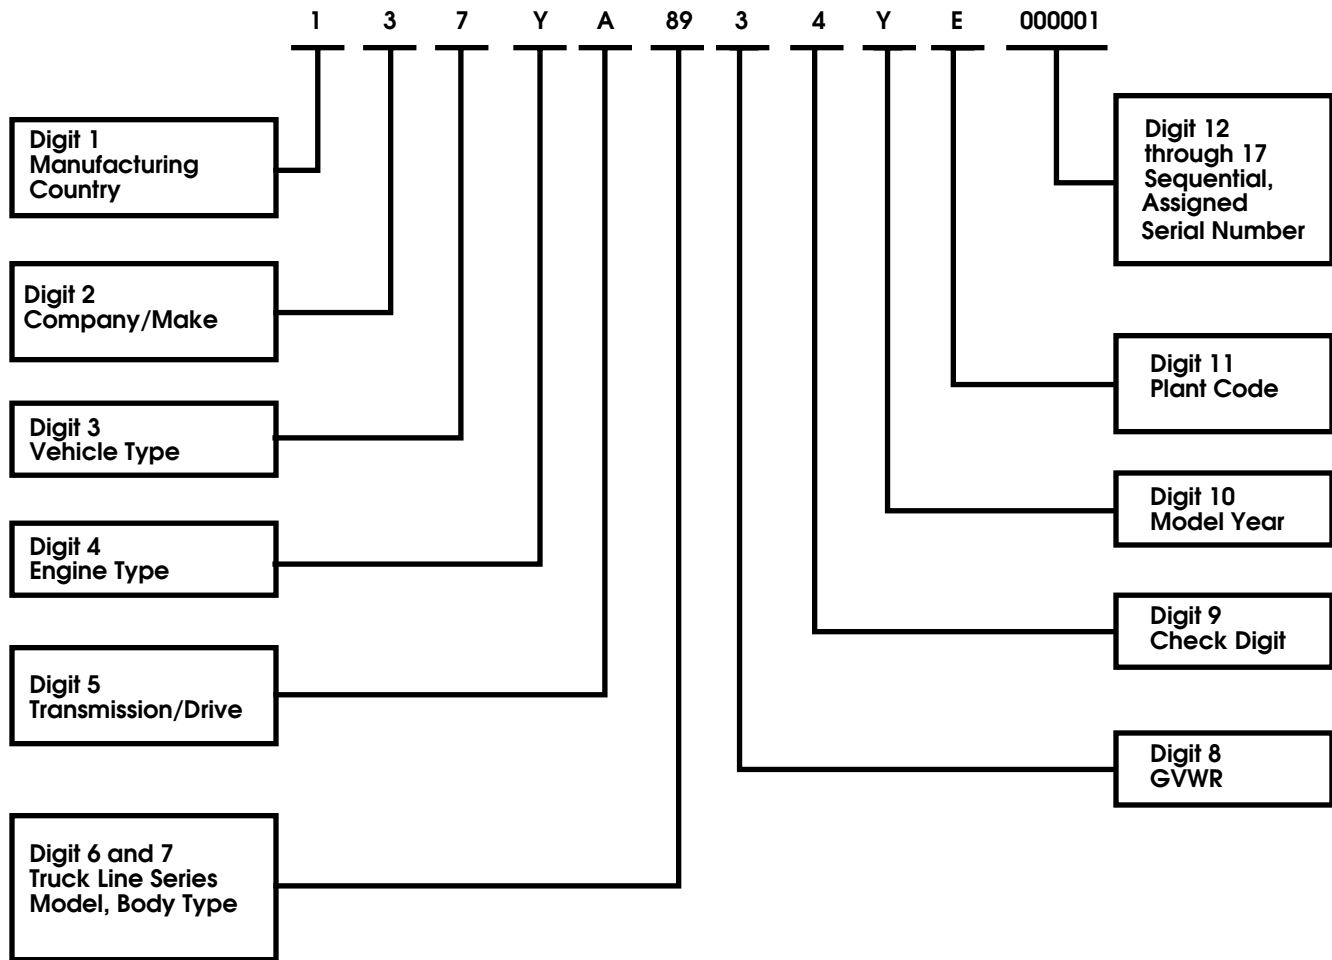 1 3 7 Y A 89 3 4 Y E 000001
Digit 1
Manufacturing
Country
Digit 2
Company/Make
Digit 3
Vehicle Type
Digit 4
Engine Type
Digit 5
Transmission/Drive
Digit 6 and 7
Truck Line Series
Model, Body Type
Digit 12
through 17
Sequential,
Assigned
Serial Number
Digit 11
Plant Code
Digit 10
Model Year
Digit 9
Check Digit
Digit 8
GVWR